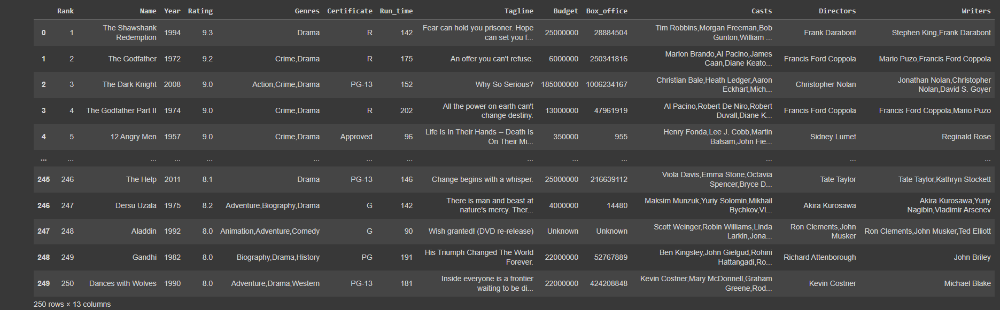 Rank Name Year Rating Genres Certificate Run_time Tagline Budget Box_office Casts Directors Writers
0 1 The Shawshank Redemption 1994 9.3 Drama R 142 Fear can hold you prisoner. Hope can set you f... 25000000 28884504 Tim Robbins,Morgan Freeman,Bob Gunton,William ... Frank Darabont Stephen King,Frank Darabont
1 2 The Godfather 1972 9.2 Crime,Drama R 175 An offer you can't refuse. 6000000 250341816 Marlon Brando,Al Pacino,James Caan,Diane Keato... Francis Ford Coppola Mario Puzo,Francis Ford Coppola
2 3 The Dark Knight 2008 9.0 Action,Crime,Drama PG-13 152 Why So Serious? 185000000 1006234167 Christian Bale,Heath Ledger,Aaron Eckhart,Mich... Christopher Nolan Jonathan Nolan,Christopher Nolan,David S. Goyer
3 4 The Godfather Part II 1974 9.0 Crime,Drama R 202 All the power on earth can't change destiny. 13000000 47961919 Al Pacino,Robert De Niro,Robert Duvall,Diane K... Francis Ford Coppola Francis Ford Coppola,Mario Puzo
4 5 12 Angry Men 1957 9.0 Crime,Drama Approved 96 Life Is In Their Hands -- Death Is On Their Mi... 350000 955 Henry Fonda,Lee J. Cobb,Martin Balsam,John Fie... Sidney Lumet Reginald Rose
... ... ... ... ... ... ... ... ... ... ... ... ... ...
245 246 The Help 2011 8.1 Drama PG-13 146 Change begins with a whisper. 25000000 216639112 Viola Davis,Emma Stone,Octavia Spencer,Bryce D... Tate Taylor Tate Taylor,Kathryn Stockett
246 247 Dersu Uzala 1975 8.2 Adventure,Biography,Drama G 142 There is man and beast at nature's mercy. Ther... 4000000 14480 Maksim Munzuk,Yuriy Solomin,Mikhail Bychkov,Vl... Akira Kurosawa Akira Kurosawa,Yuriy Nagibin,Vladimir Arsenev
247 248 Aladdin 1992 8.0 Animation,Adventure,Comedy G 90 Wish granted! (DVD re-release) Unknown Unknown Scott Weinger,Robin Williams,Linda Larkin,Jona... Ron Clements,John Musker Ron Clements,John Musker,Ted Elliott
248 249 Gandhi 1982 8.0 Biography,Drama,History PG 191 His Triumph Changed The World Forever. 22000000 52767889 Ben Kingsley,John Gielgud,Rohini Hattangadi,Ro... Richard Attenborough John Briley
249 250 Dances with Wolves 1990 8.0 Adventure,Drama,Western PG-13 181 Inside everyone is a frontier waiting to be di... 22000000 424208848 Kevin Costner,Mary McDonnell,Graham Greene,Rod... Kevin Costner Michael Blake
250 rows × 13 columns